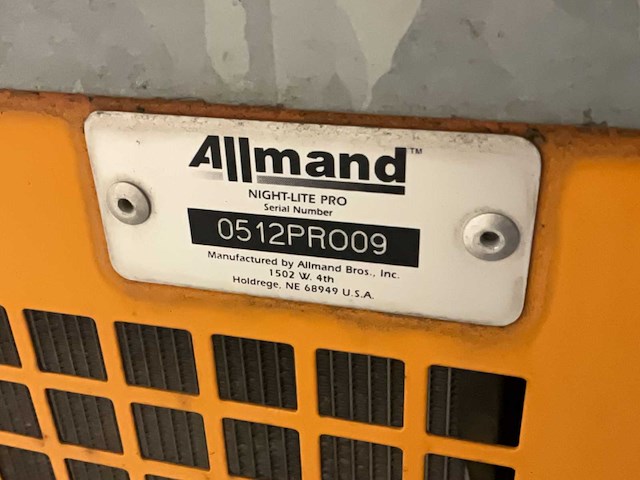 Allmand™
NIGHT-LITE PRO
Serial Number
0512PRO09
Manufactured by Allmand Bros., Inc.
1502 W. 4th
Holdrege, NE 68949 U.S.A.